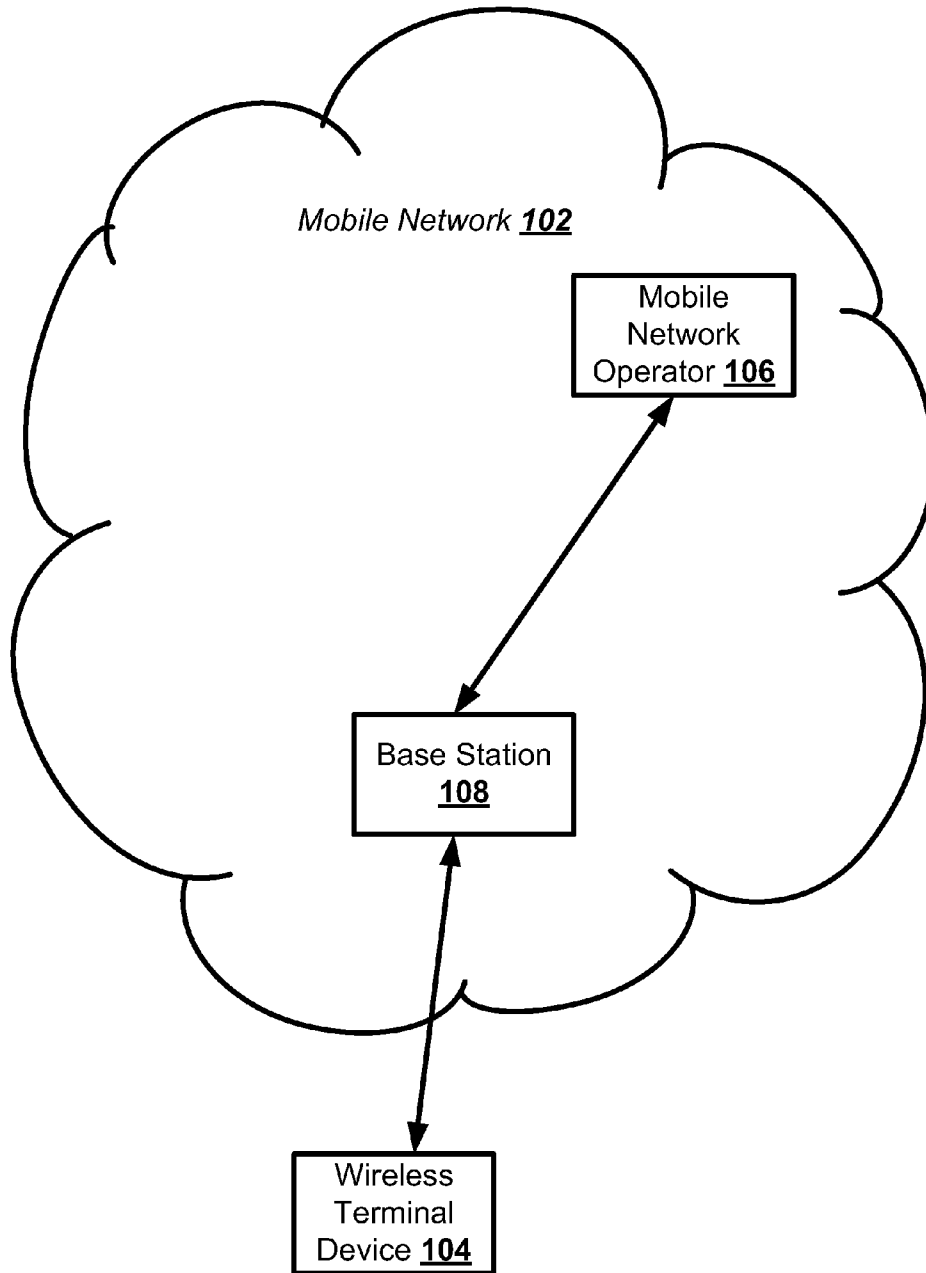 Mobile Network 102
Mobile
Network
Operator 106
Base Station
108
Wireless
Terminal
Device 104